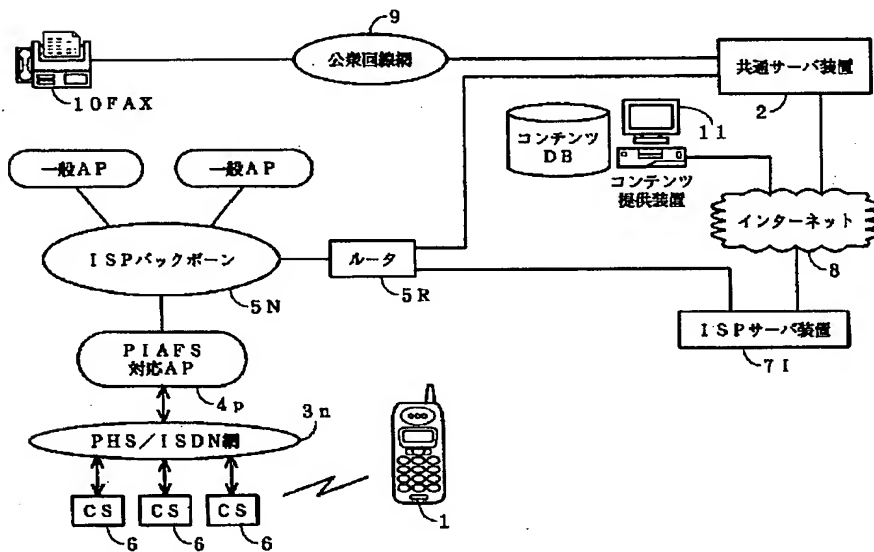 9
公衆回線網
共通サーバ装置
2
10FAX
11
コンテンツ
DB
コンテンツ
提供装置
一般AP
一般AP
インターネット
8
ISPバックボーン
ルータ
5N
5R
ISPサーバ装置
7I
PIAFS
対応AP
4p
3n
PHS/ISDN網
CS
CS
CS
6
6
6
1